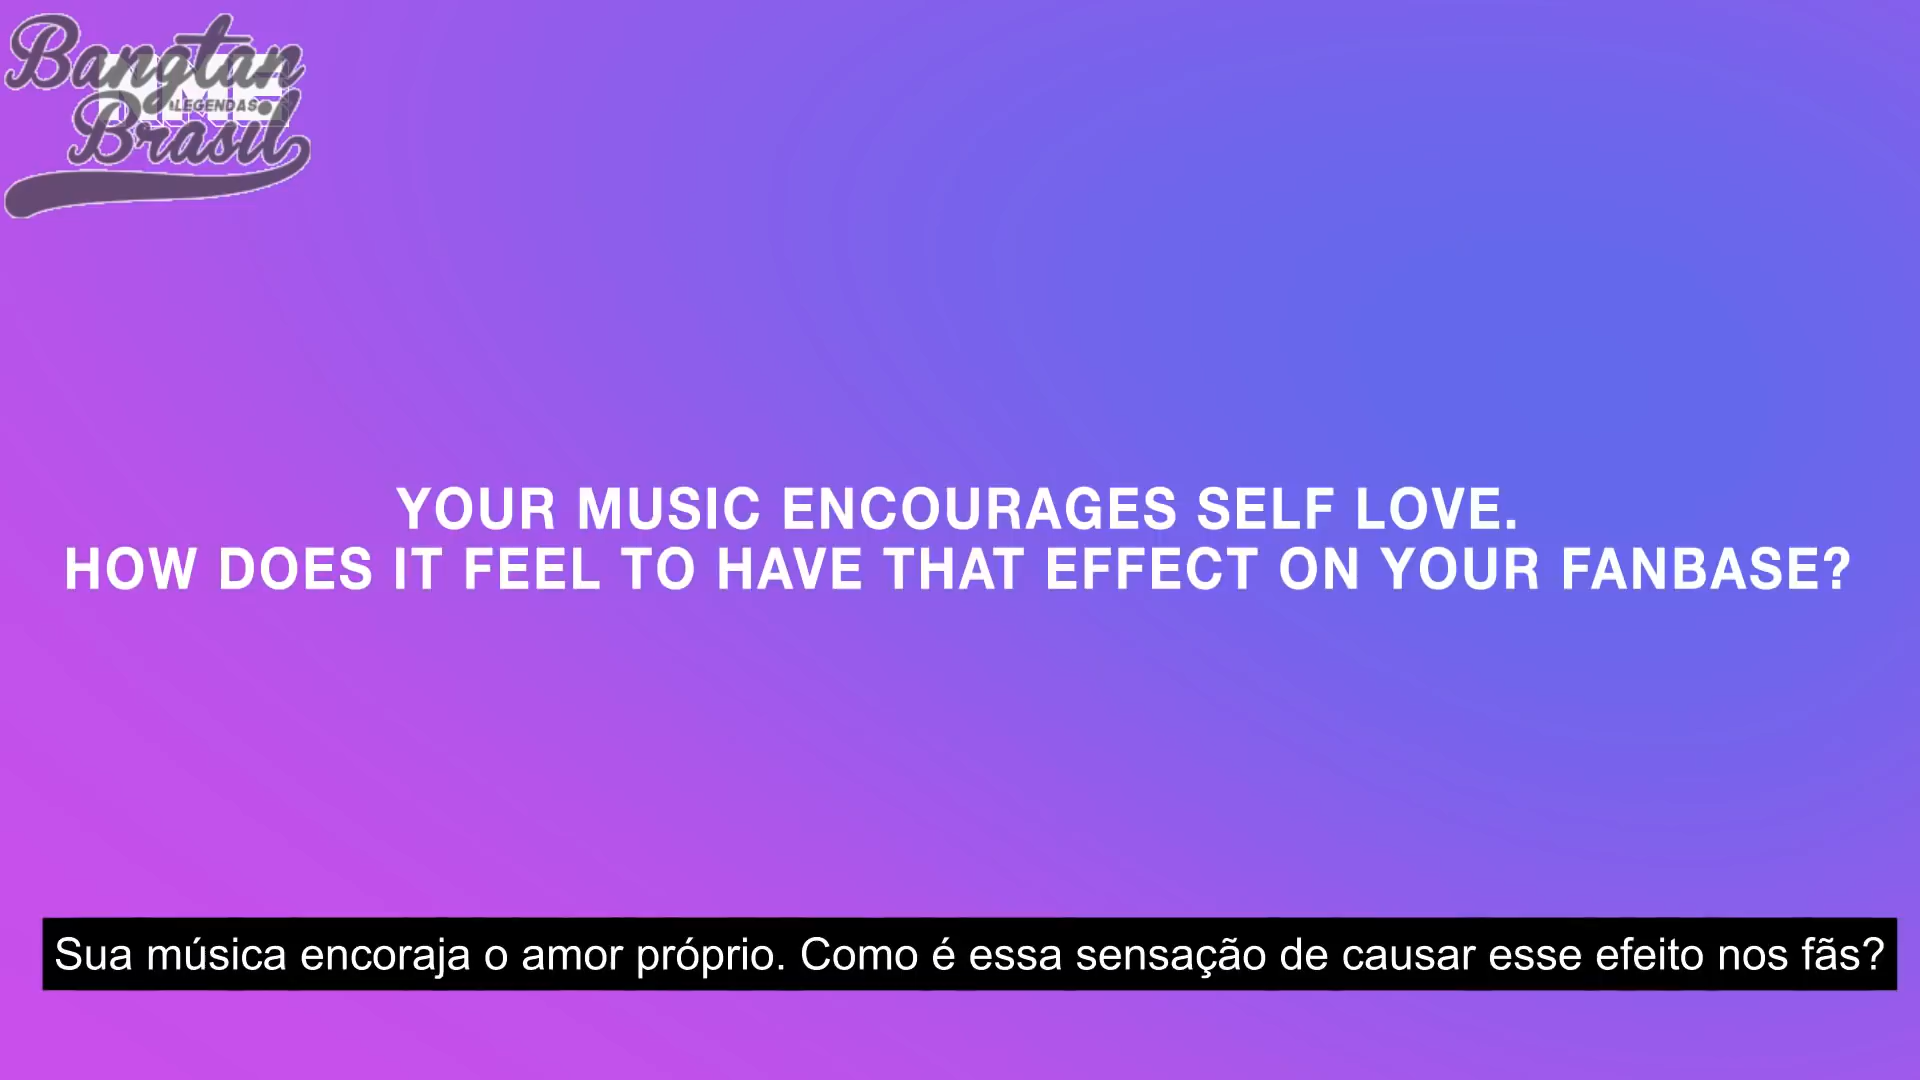 Bangtan
LEGENDAS
Brasil
YOUR MUSIC ENCOURAGES SELF LOVE.
HOW DOES IT FEEL TO HAVE THAT EFFECT ON YOUR FANBASE?
Sua música encoraja o amor próprio. Como é essa sensação de causar esse efeito nos fãs?